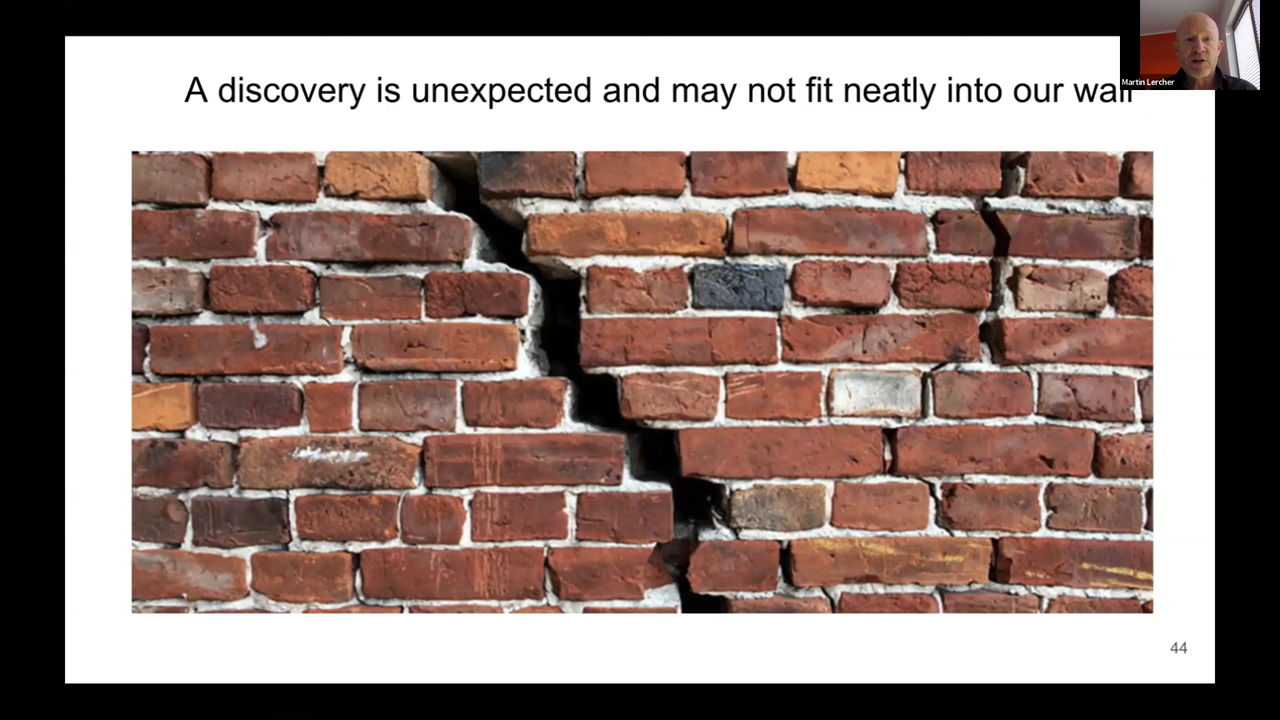 A discovery is unexpected and may not fit neatly into our wall
Martin Lercher
44